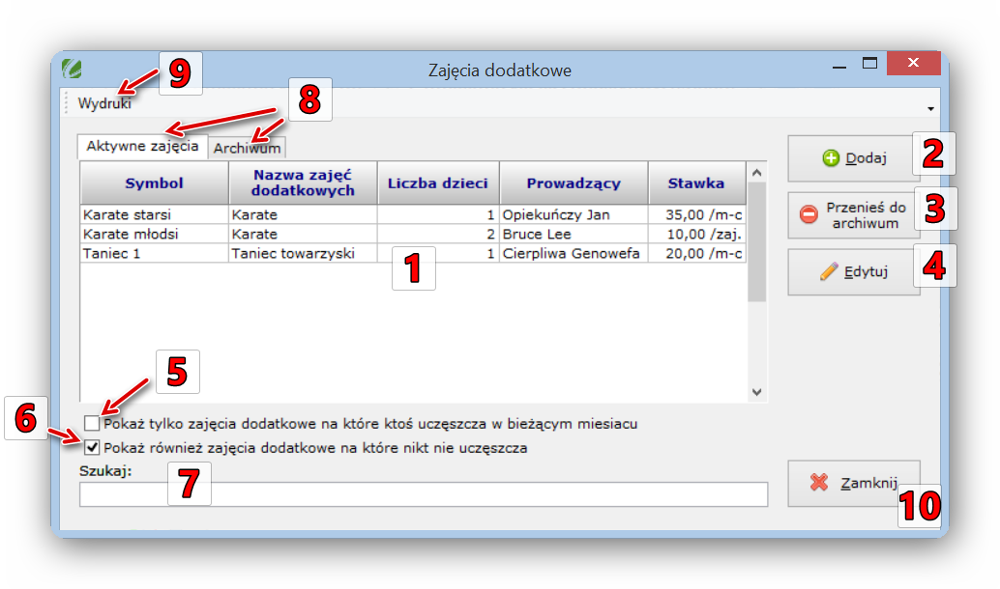 Zajęcia dodatkowe
9
Wydruki
8
Aktywne zajęcia Archiwum
Symbol Nazwa zajęć dodatkowych Liczba dzieci Prowadzący Stawka
Karate starsi Karate 1 Opiekuńczy Jan 35,00 /m-c
Karate młodsi Karate 2 Bruce Lee 10,00 /zaj.
Taniec 1 Taniec towarzyski 1 Cierpliwa Genowefa 20,00 /m-c
1
Dodaj 2
Przenieś do
archiwum 3
Edytuj 4
5
6
Pokaż tylko zajęcia dodatkowe na które ktoś uczęszcza w bieżącym miesiacu
Pokaż również zajęcia dodatkowe na które nikt nie uczęszcza
Szukaj:
7
Zamknij
10